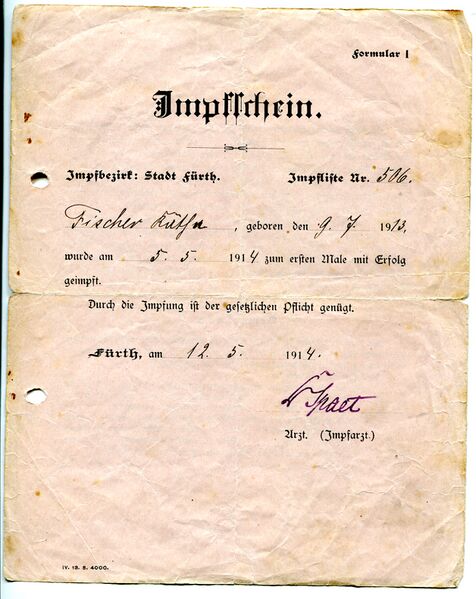 Formular I
Impfschein.
Impfbezirk: Stadt Fürth. Impfliste Nr. 506.
Fischer Käthe, geboren den 9. 7. 1913,
wurde am 5. 5. 1914 zum ersten Male mit Erfolg
geimpft.
Durch die Impfung ist der gesetzlichen Pflicht genügt.
Fürth, am 12. 5. 1914.
Dr Spaet
Arzt. (Impfarzt.)
IV. 13. S. 4000.